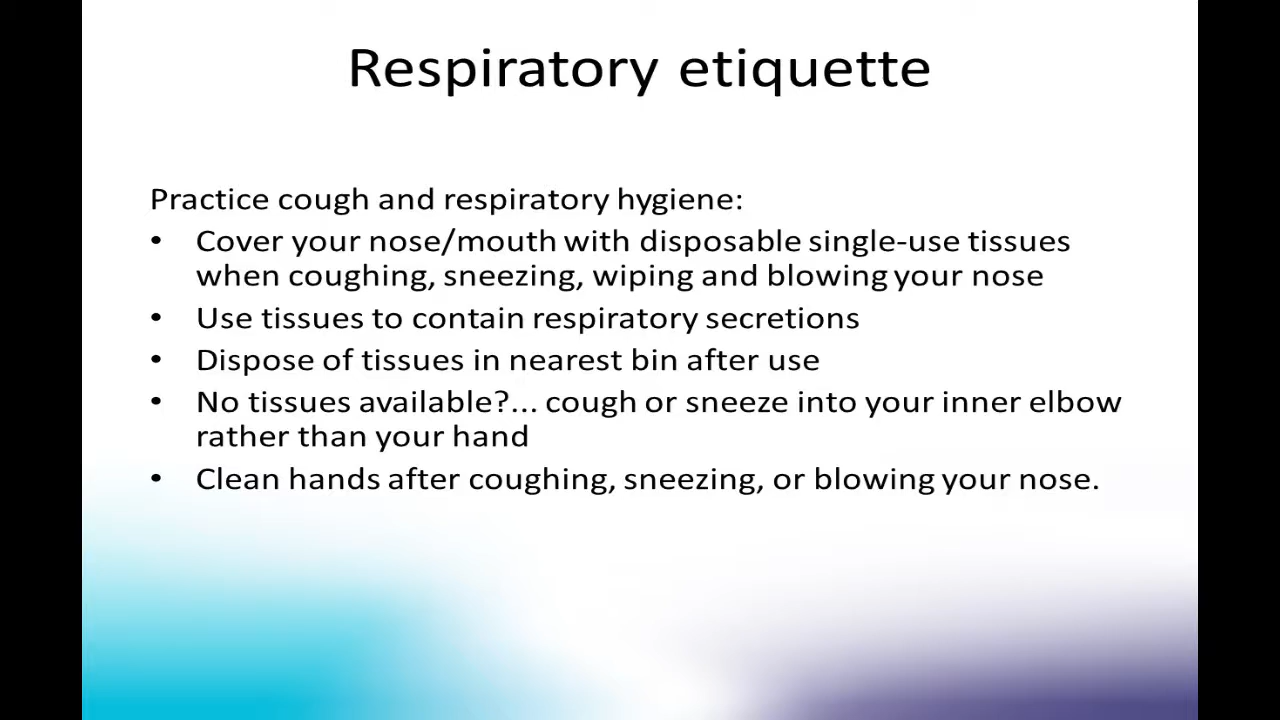 Respiratory etiquette
Practice cough and respiratory hygiene:
• Cover your nose/mouth with disposable single-use tissues
when coughing, sneezing, wiping and blowing your nose
• Use tissues to contain respiratory secretions
• Dispose of tissues in nearest bin after use
• No tissues available?... cough or sneeze into your inner elbow
rather than your hand
• Clean hands after coughing, sneezing, or blowing your nose.